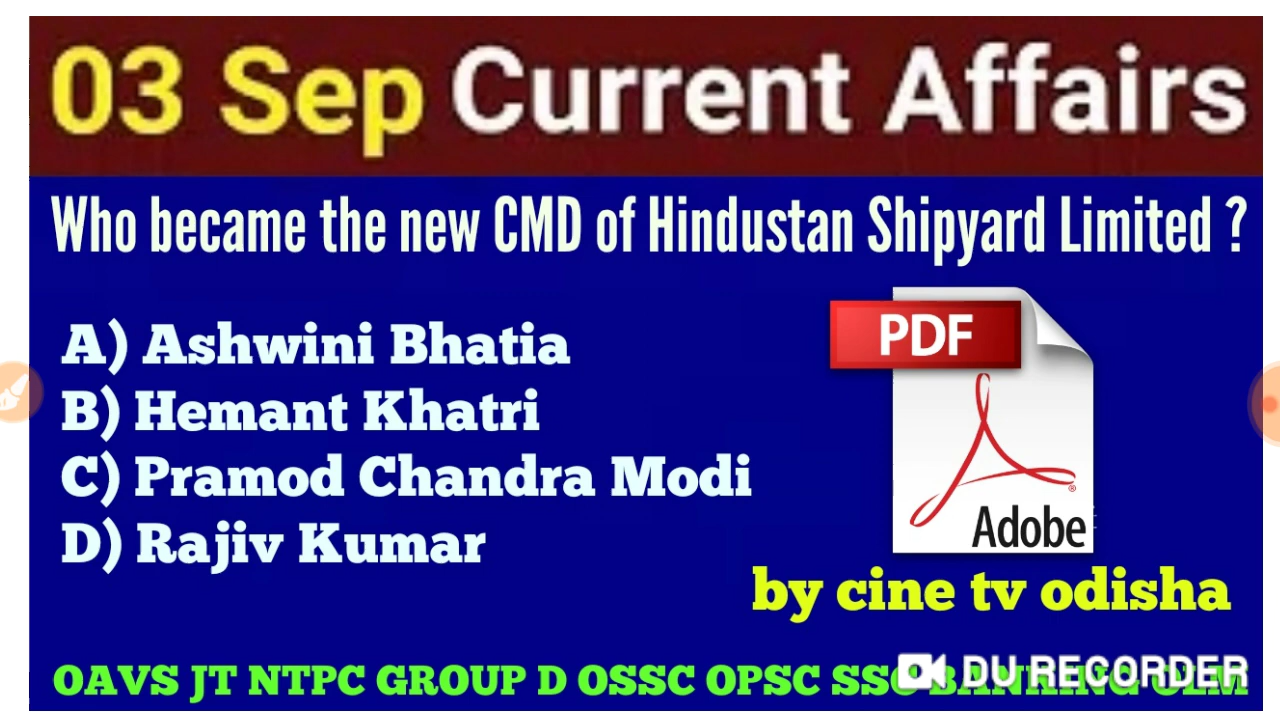 03 Sep Current Affairs
Who became the new CMD of Hindustan Shipyard Limited ?
A) Ashwini Bhatia
B) Hemant Khatri
C) Pramod Chandra Modi
D) Rajiv Kumar
PDF
Adobe
by cine tv odisha
OAVS JT NTPC GROUP D OSSC OPSC SSC BANKING
DU RECORDER